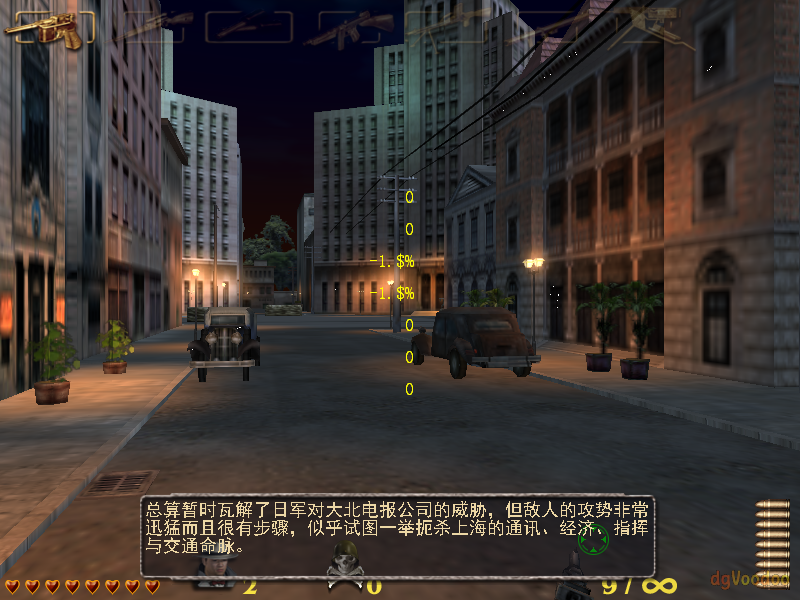 0
0
-1.$%
-1.$%
0
0
0
总算暂时瓦解了日军对大北电报公司的威胁，但敌人的攻势非常
迅猛而且很有步骤，似乎试图一举扼杀上海的通讯、经济、指挥
与交通命脉。
2 0 9/∞
dgVoodoo